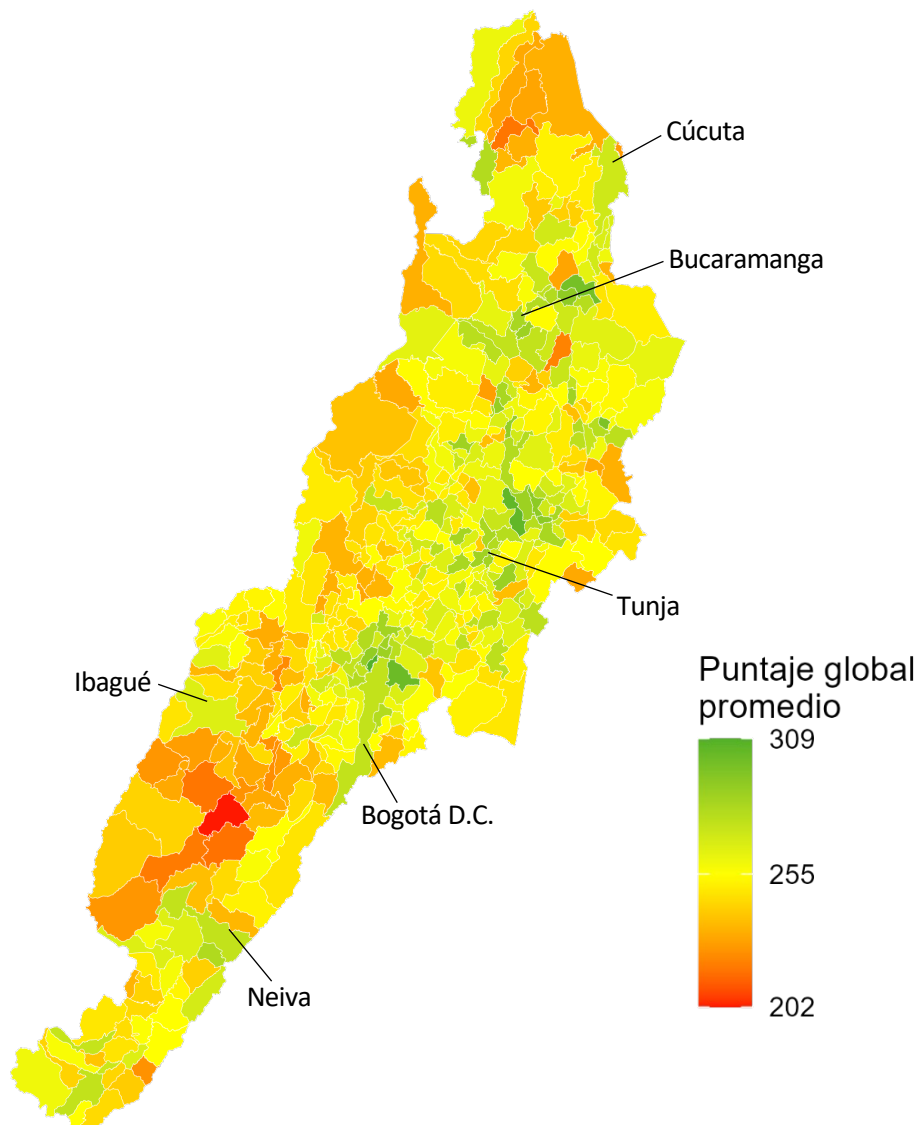 Cúcuta
Bucaramanga
Tunja
Ibagué
Bogotá D.C.
Neiva
Puntaje global
promedio
309
255
202